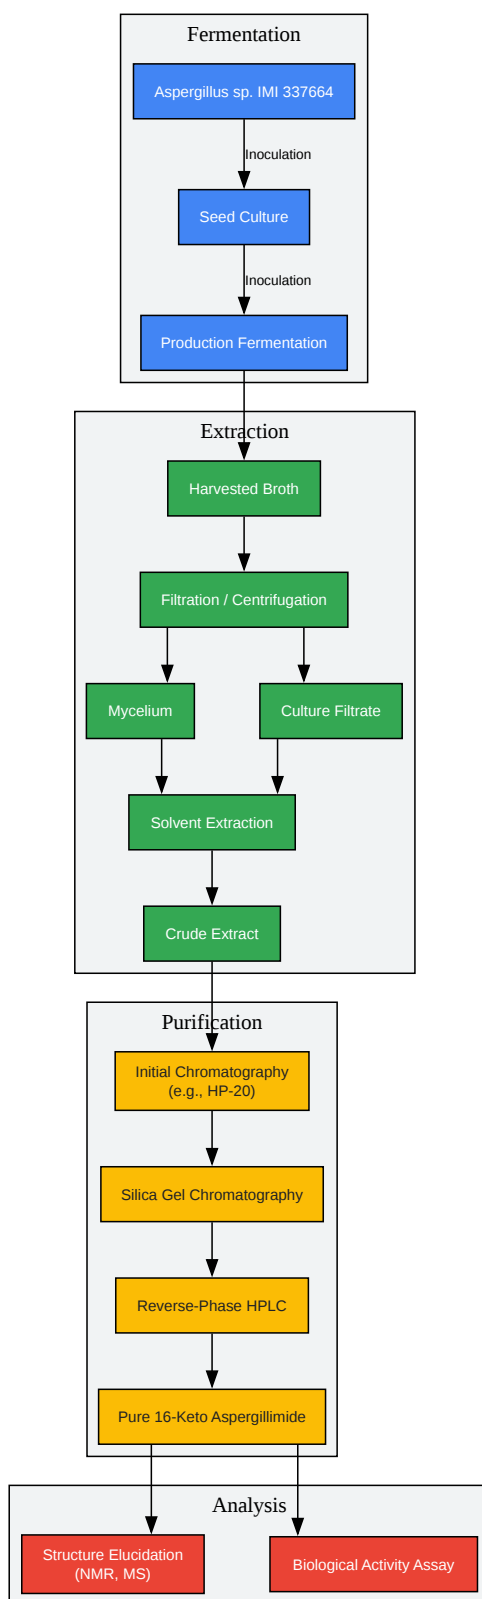 Fermentation
Aspergillus sp. IMI 337664
Inoculation
Seed Culture
Inoculation
Production Fermentation
Extraction
Harvested Broth
Filtration / Centrifugation
Mycelium
Culture Filtrate
Solvent Extraction
Crude Extract
Purification
Initial Chromatography
(e.g., HP-20)
Silica Gel Chromatography
Reverse-Phase HPLC
Pure 16-Keto Aspergillimide
Analysis
Structure Elucidation
(NMR, MS)
Biological Activity Assay